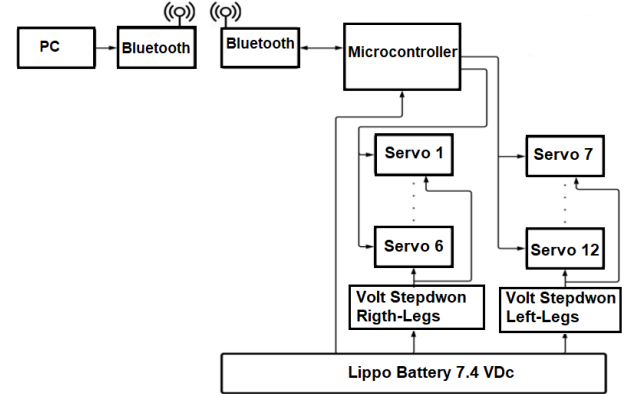 PC
Bluetooth
Bluetooth
Microcontroller
Servo 1
Servo 7
Servo 6
Servo 12
Volt Stepdwon
Rigth-Legs
Volt Stepdwon
Left-Legs
Lippo Battery 7.4 VDc